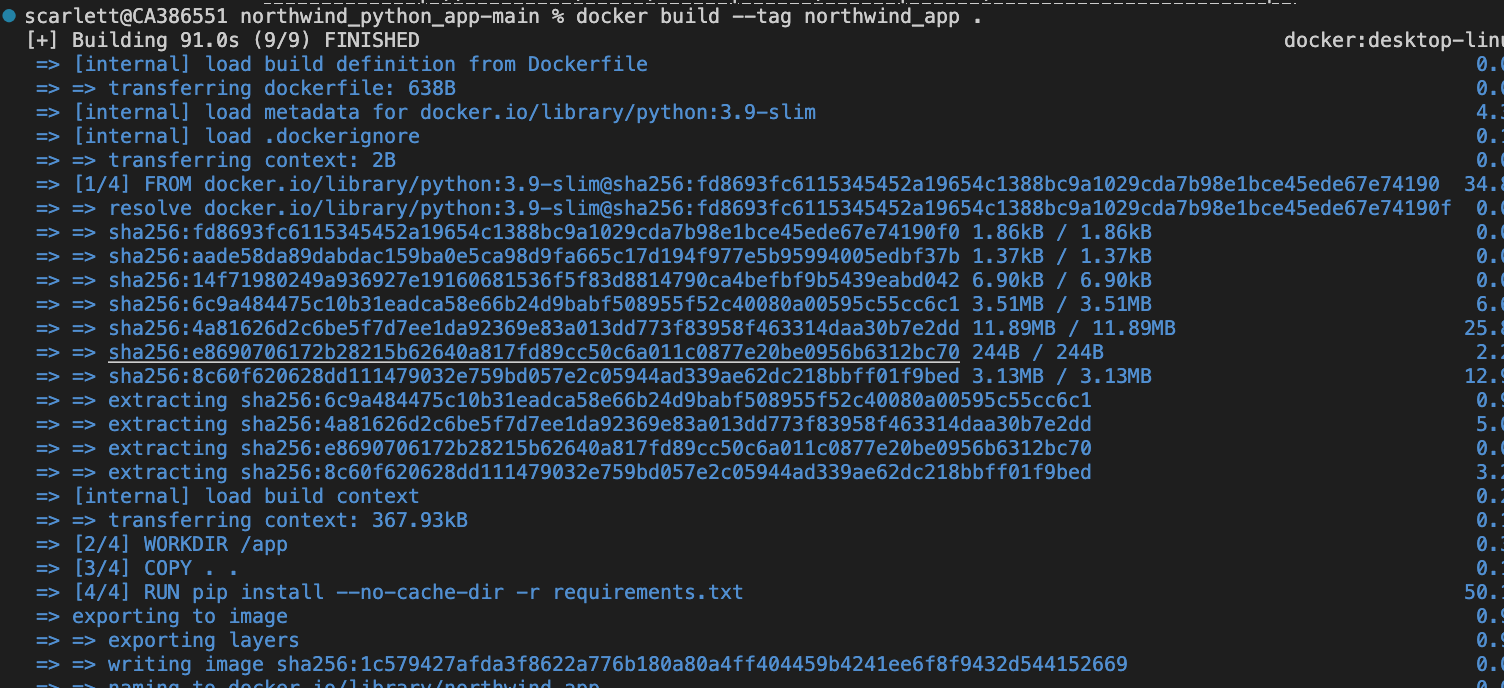 scarlett@CA386551 northwind_python_app-main % docker build --tag northwind_app .
[+] Building 91.0s (9/9) FINISHED docker:desktop-linu
=> [internal] load build definition from Dockerfile 0.0
=> => transferring dockerfile: 638B 0.0
=> [internal] load metadata for docker.io/library/python:3.9-slim 4.
=> [internal] load .dockerignore 0.
=> => transferring context: 2B 0.0
=> [1/4] FROM docker.io/library/python:3.9-slim@sha256:fd8693fc6115345452a19654c1388bc9a1029cda7b98e1bce45ede67e74190 34.8
=> => resolve docker.io/library/python:3.9-slim@sha256:fd8693fc6115345452a19654c1388bc9a1029cda7b98e1bce45ede67e74190f 0.0
=> => sha256:fd8693fc6115345452a19654c1388bc9a1029cda7b98e1bce45ede67e74190f0 1.86kB / 1.86kB 0.0
=> => sha256:aade58da89dabdac159ba0e5ca98d9fa665c17d194f977e5b95994005edbf37b 1.37kB / 1.37kB 0.0
=> => sha256:14f71980249a936927e19160681536f5f83d8814790ca4befbf9b5439eabd042 6.90kB / 6.90kB 0.0
=> => sha256:6c9a484475c10b31eadca58e66b24d9babf508955f52c40080a00595c55cc6c1 3.51MB / 3.51MB 6.0
=> => sha256:4a81626d2c6be5f7d7ee1da92369e83a013dd773f83958f463314daa30b7e2dd 11.89MB / 11.89MB 25.
=> => sha256:e8690706172b28215b62640a817fd89cc50c6a011c0877e20be0956b6312bc70 244B / 244B 2.
=> => sha256:8c60f620628dd111479032e759bd057e2c05944ad339ae62dc218bbff01f9bed 3.13MB / 3.13MB 12.9
=> => extracting sha256:6c9a484475c10b31eadca58e66b24d9babf508955f52c40080a00595c55cc6c1 0.9
=> => extracting sha256:4a81626d2c6be5f7d7ee1da92369e83a013dd773f83958f463314daa30b7e2dd 5.0
=> => extracting sha256:e8690706172b28215b62640a817fd89cc50c6a011c0877e20be0956b6312bc70 0.0
=> => extracting sha256:8c60f620628dd111479032e759bd057e2c05944ad339ae62dc218bbff01f9bed 3.
=> [internal] load build context 0.
=> => transferring context: 367.93kB 0.
=> [2/4] WORKDIR /app 0.
=> [3/4] COPY . . 0.
=> [4/4] RUN pip install --no-cache-dir -r requirements.txt 50.
=> exporting to image 0.9
=> => exporting layers 0.9
=> => writing image sha256:1c579427afda3f8622a776b180a80a4ff404459b4241ee6f8f9432d544152669 0.0
=> => naming to docker.io/library/northwind_app